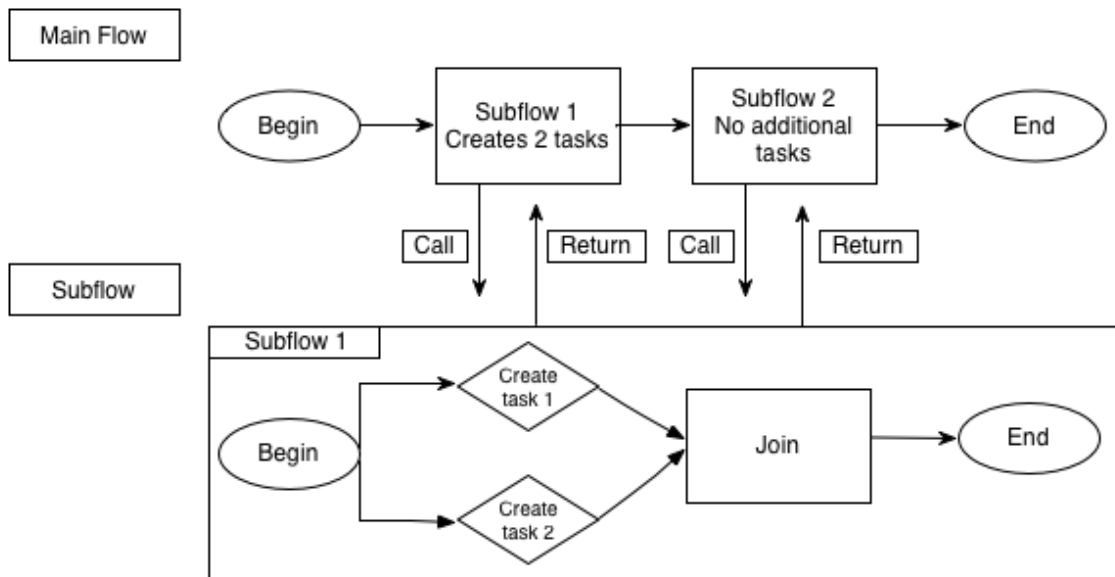 Main Flow
Begin
Subflow 1
Creates 2 tasks
Subflow 2
No additional
tasks
End
Call
Return
Call
Return
Subflow
Subflow 1
Create
task 1
Begin
Join
End
Create
task 2